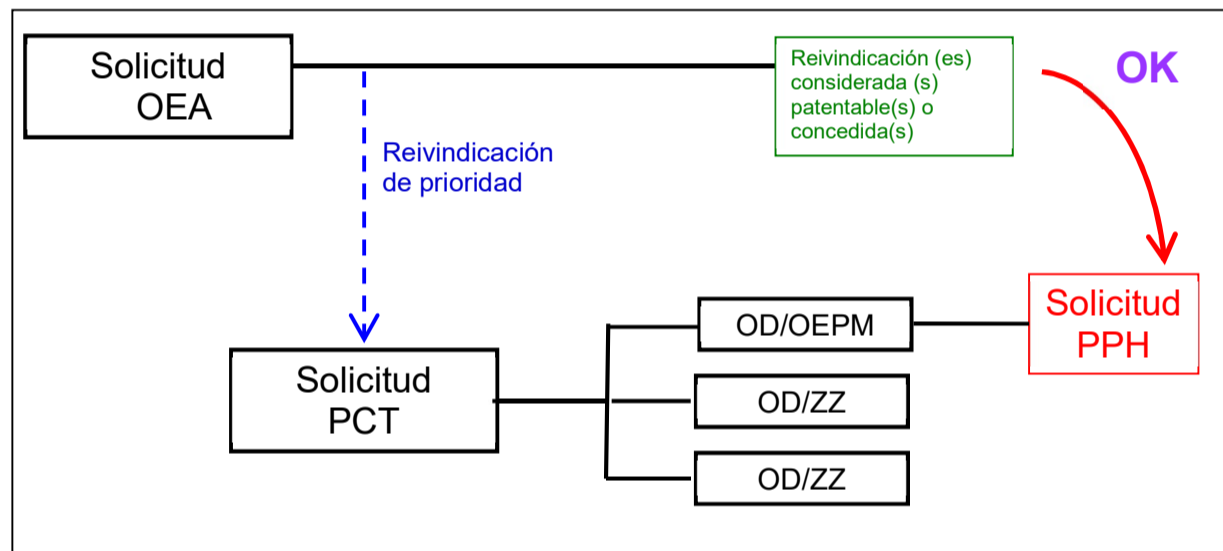 Solicitud
OEA
Reivindicación (es)
considerada (s)
patentable(s) o
concedida(s)
OK
Reivindicación
de prioridad
Solicitud
PCT
OD/OEPM
OD/ZZ
OD/ZZ
Solicitud
PPH